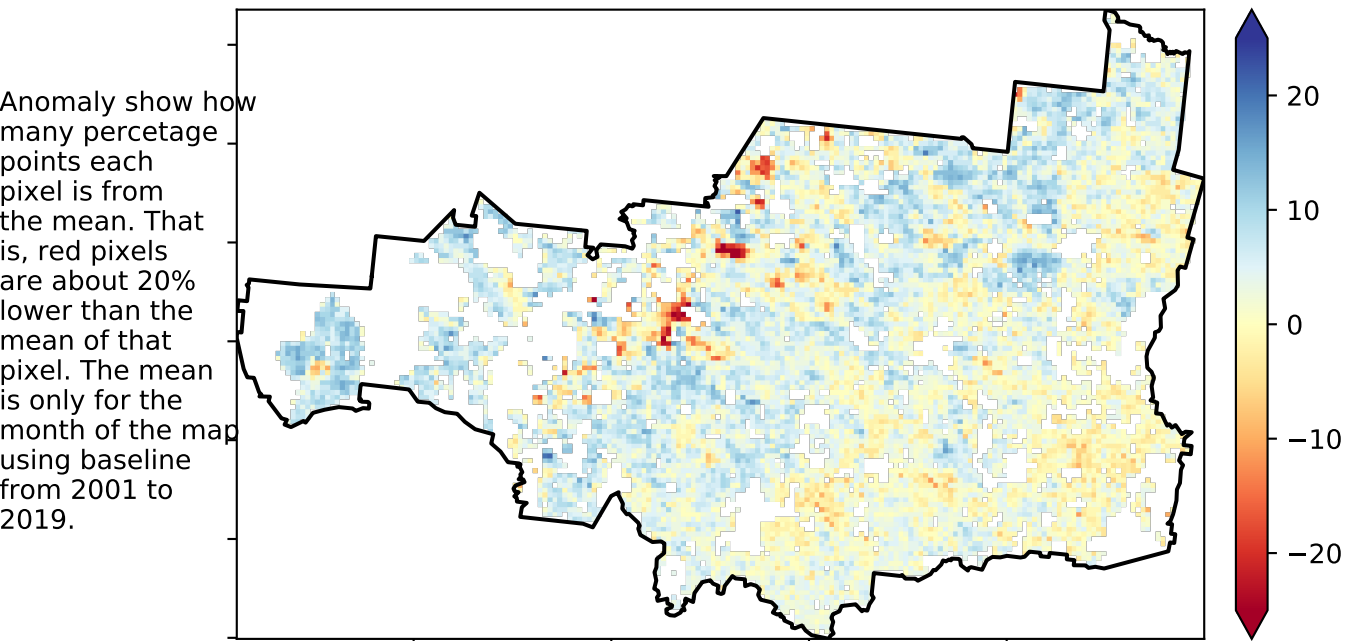 Anomaly show how
many percetage
points each
pixel is from
the mean. That
is, red pixels
are about 20%
lower than the
mean of that
pixel. The mean
is only for the
month of the map
using baseline
from 2001 to
2019.
20
10
0
−10
−20